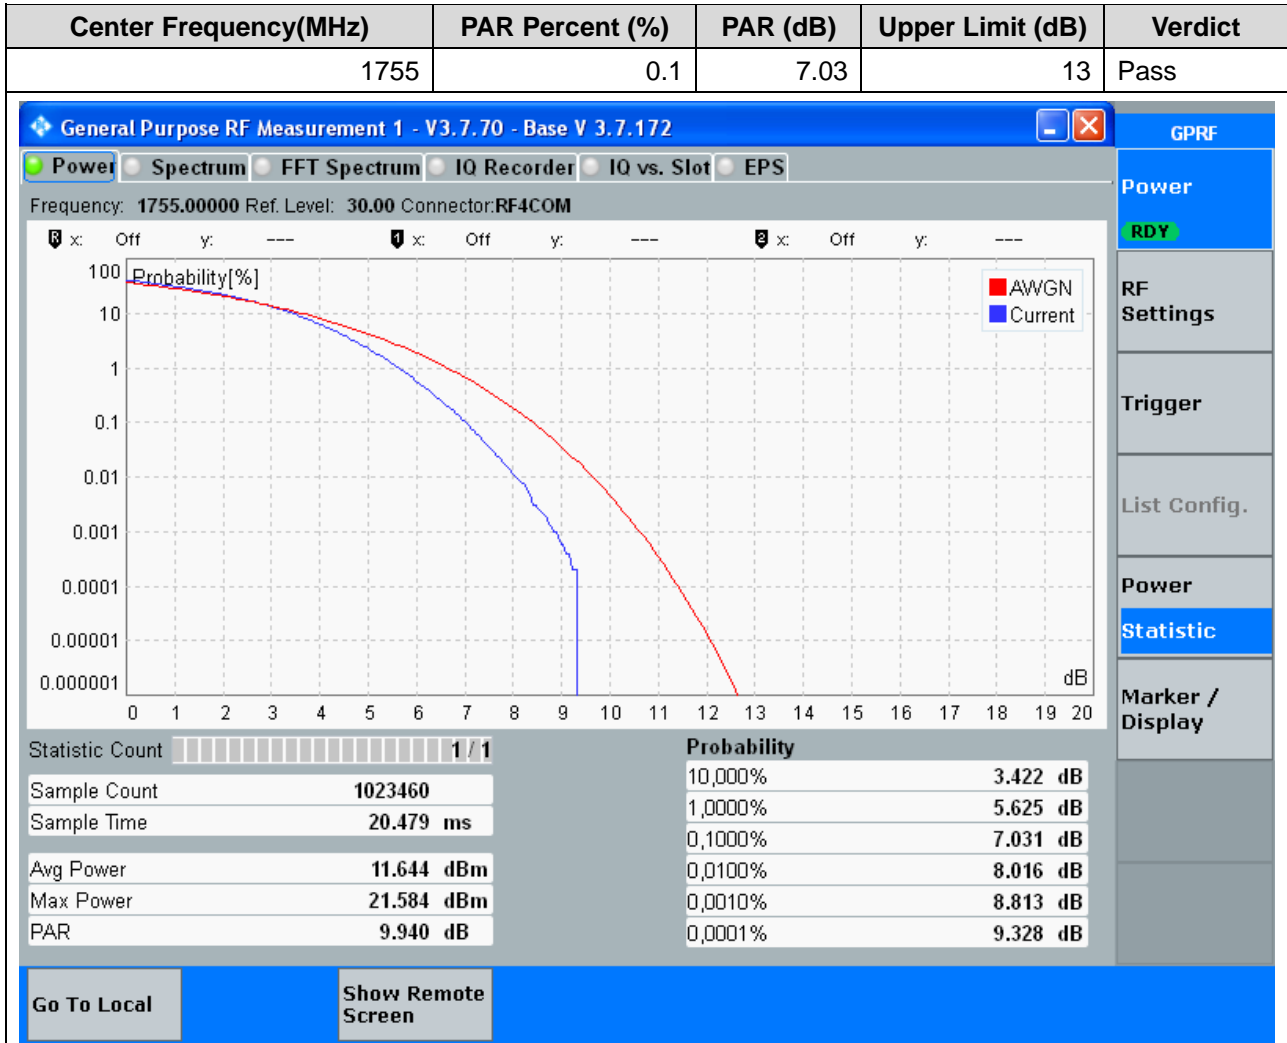 Center Frequency(MHz) PAR Percent (%) PAR (dB) Upper Limit (dB) Verdict
1755 0.1 7.03 13 Pass
General Purpose RF Measurement 1 - V3.7.70 - Base V 3.7.172
GPRF
Power Spectrum FFT Spectrum IQ Recorder IQ vs. Slot EPS
Frequency: 1755.00000 Ref. Level: 30.00 Connector:RF4COM
R x: Off y: --- 1 x: Off y: --- 2 x: Off y: ---
Probability[%]
AWGN
Current
100
10
1
0.1
0.01
0.001
0.0001
0.00001
0.000001
dB
0 1 2 3 4 5 6 7 8 9 10 11 12 13 14 15 16 17 18 19 20
Statistic Count 1 / 1
Sample Count 1023460
Sample Time 20.479 ms
Avg Power 11.644 dBm
Max Power 21.584 dBm
PAR 9.940 dB
Probability
10,000% 3.422 dB
1,0000% 5.625 dB
0,1000% 7.031 dB
0,0100% 8.016 dB
0,0010% 8.813 dB
0,0001% 9.328 dB
Power
RDY
RF
Settings
Trigger
List Config.
Power
Statistic
Marker /
Display
Go To Local
Show Remote
Screen